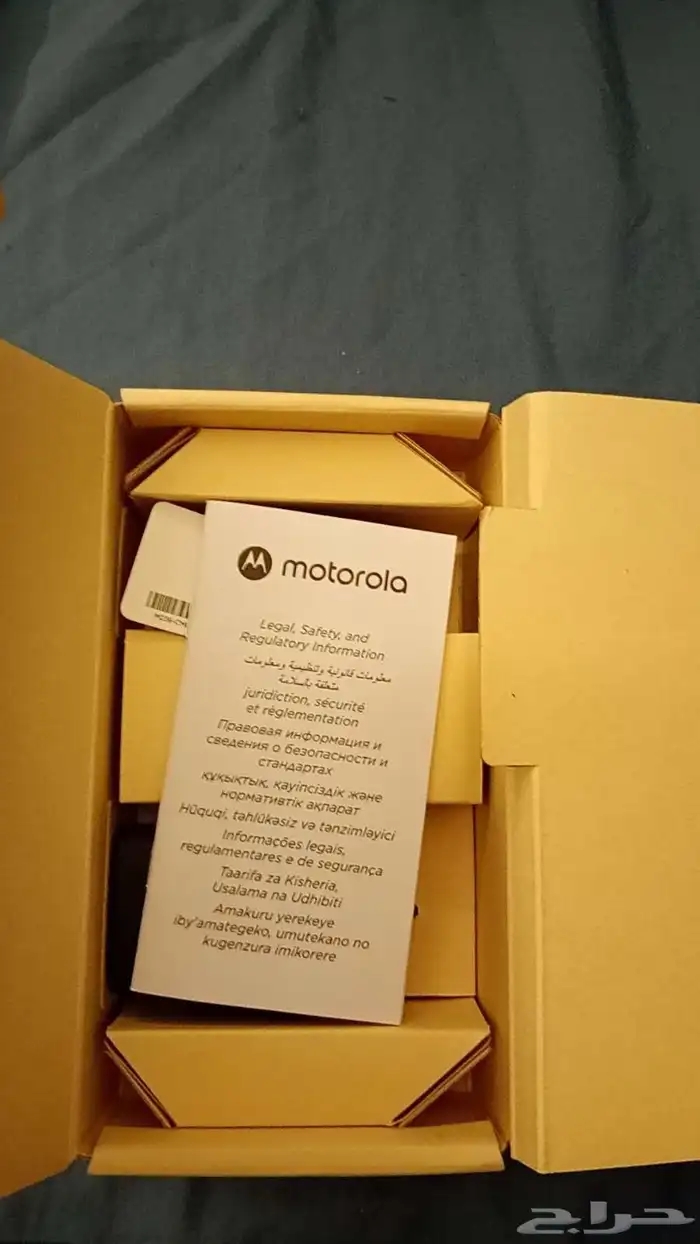 motorola
Legal, Safety, and
Regulatory Information
معلومات قانونية وتنظيمية ومعلومات
متعلقة بالسلامة
juridiction, sécurité
et réglementation
Правовая информация и
сведения о безопасности и
стандартах
құқықтық, қауіпсіздік және
нормативтік ақпарат
Hüquqi, təhlükəsiz və tənzimləyici
Informações legais,
regulamentares e de segurança
Taarifa za Kisheria,
Usalama na Udhibiti
Amakuru yerekeye
iby'amategeko, umutekano no
kugenzura imikorere
حراج